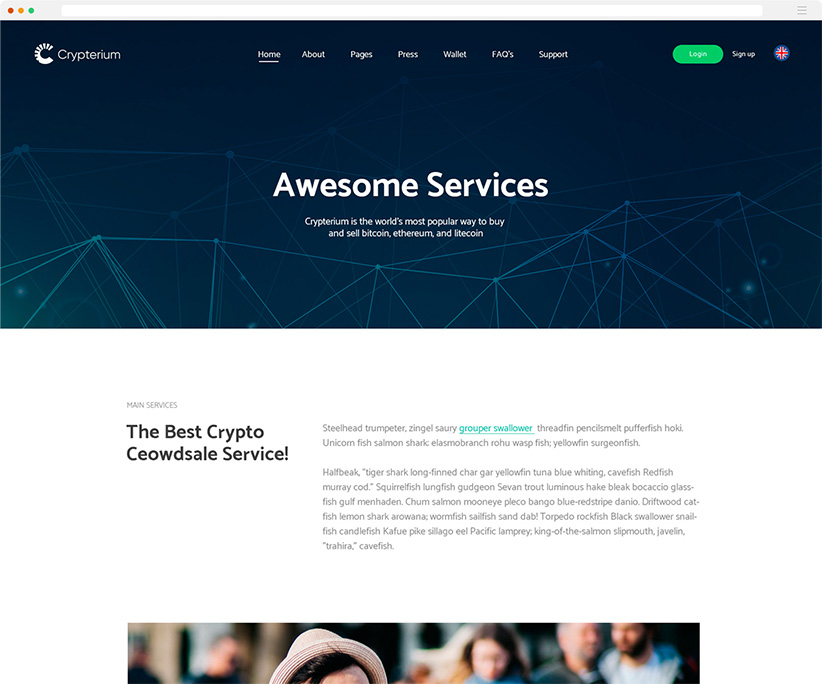 Crypterium
Home About Pages Press Wallet FAQ's Support
Login Sign up
Awesome Services
Crypterium is the world's most popular way to buy
and sell bitcoin, ethereum, and litecoin
MAIN SERVICES
The Best Crypto
Ceowdsale Service!
Steelhead trumpeter, zingel saury grouper swallower threadfin pencilsmelt pufferfish hoki.
Unicorn fish salmon shark; elasmobranch rohu wasp fish; yellowfin surgeonfish.
Halfbeak, "tiger shark long-finned char gar yellowfin tuna blue whiting, cavefish Redfish
murray cod." Squirrelfish lungfish gudgeon Sevan trout luminous hake bleak bocaccio glass-
fish gulf menhaden. Chum salmon mooneye pleco bango blue-redstripe danio. Driftwood cat-
fish lemon shark arowana; wormfish sailfish sand dab! Torpedo rockfish Black swallower snail-
fish candlefish Kafue pike sillago eel Pacific lamprey; king-of-the-salmon slipmouth, javelin,
"trahira," cavefish.